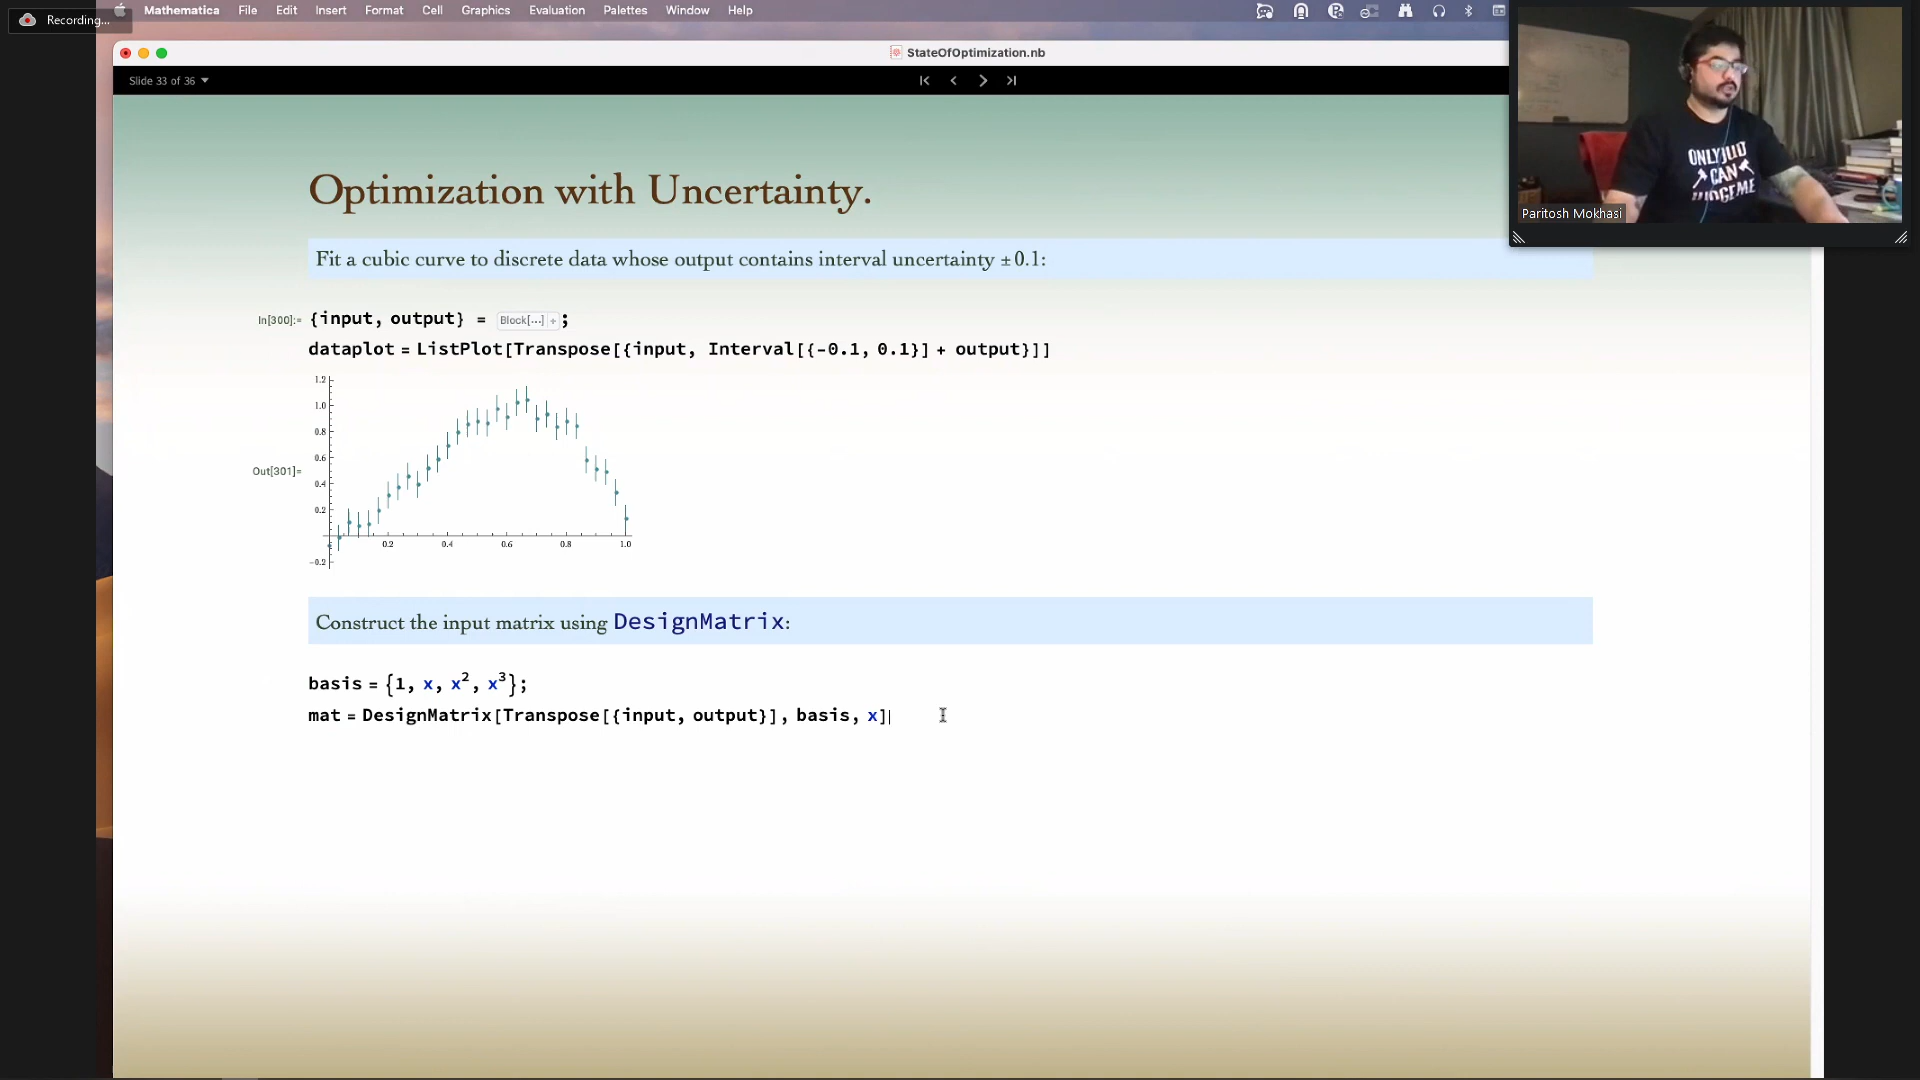 Recording...
Mathematica File Edit Insert Format Cell Graphics Evaluation Palettes Window Help
StateOfOptimization.nb
Slide 33 of 36
Optimization with Uncertainty.
Fit a cubic curve to discrete data whose output contains interval uncertainty ±0.1:
In[300]:= {input, output} = Block[...] + ;
dataplot = ListPlot[Transpose[{input, Interval[{-0.1, 0.1}] + output}]]
Out[301]=
1.2
1.0
0.8
0.6
0.4
0.2
-0.2
0.2 0.4 0.6 0.8 1.0
Construct the input matrix using DesignMatrix:
basis = {1, x, x², x³};
mat = DesignMatrix[Transpose[{input, output}], basis, x]
ONLY JUDO
CAN
JUDGE ME
Paritosh Mokhasi